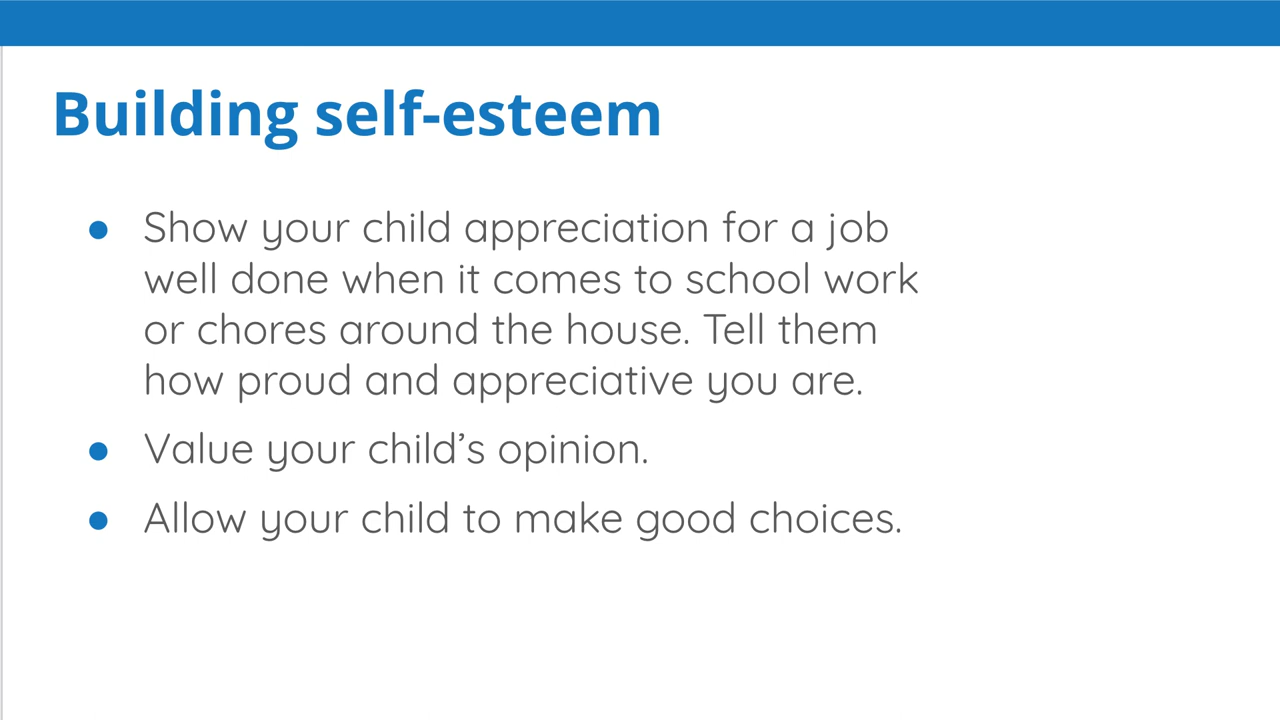 Building self-esteem
● Show your child appreciation for a job
well done when it comes to school work
or chores around the house. Tell them
how proud and appreciative you are.
● Value your child’s opinion.
● Allow your child to make good choices.